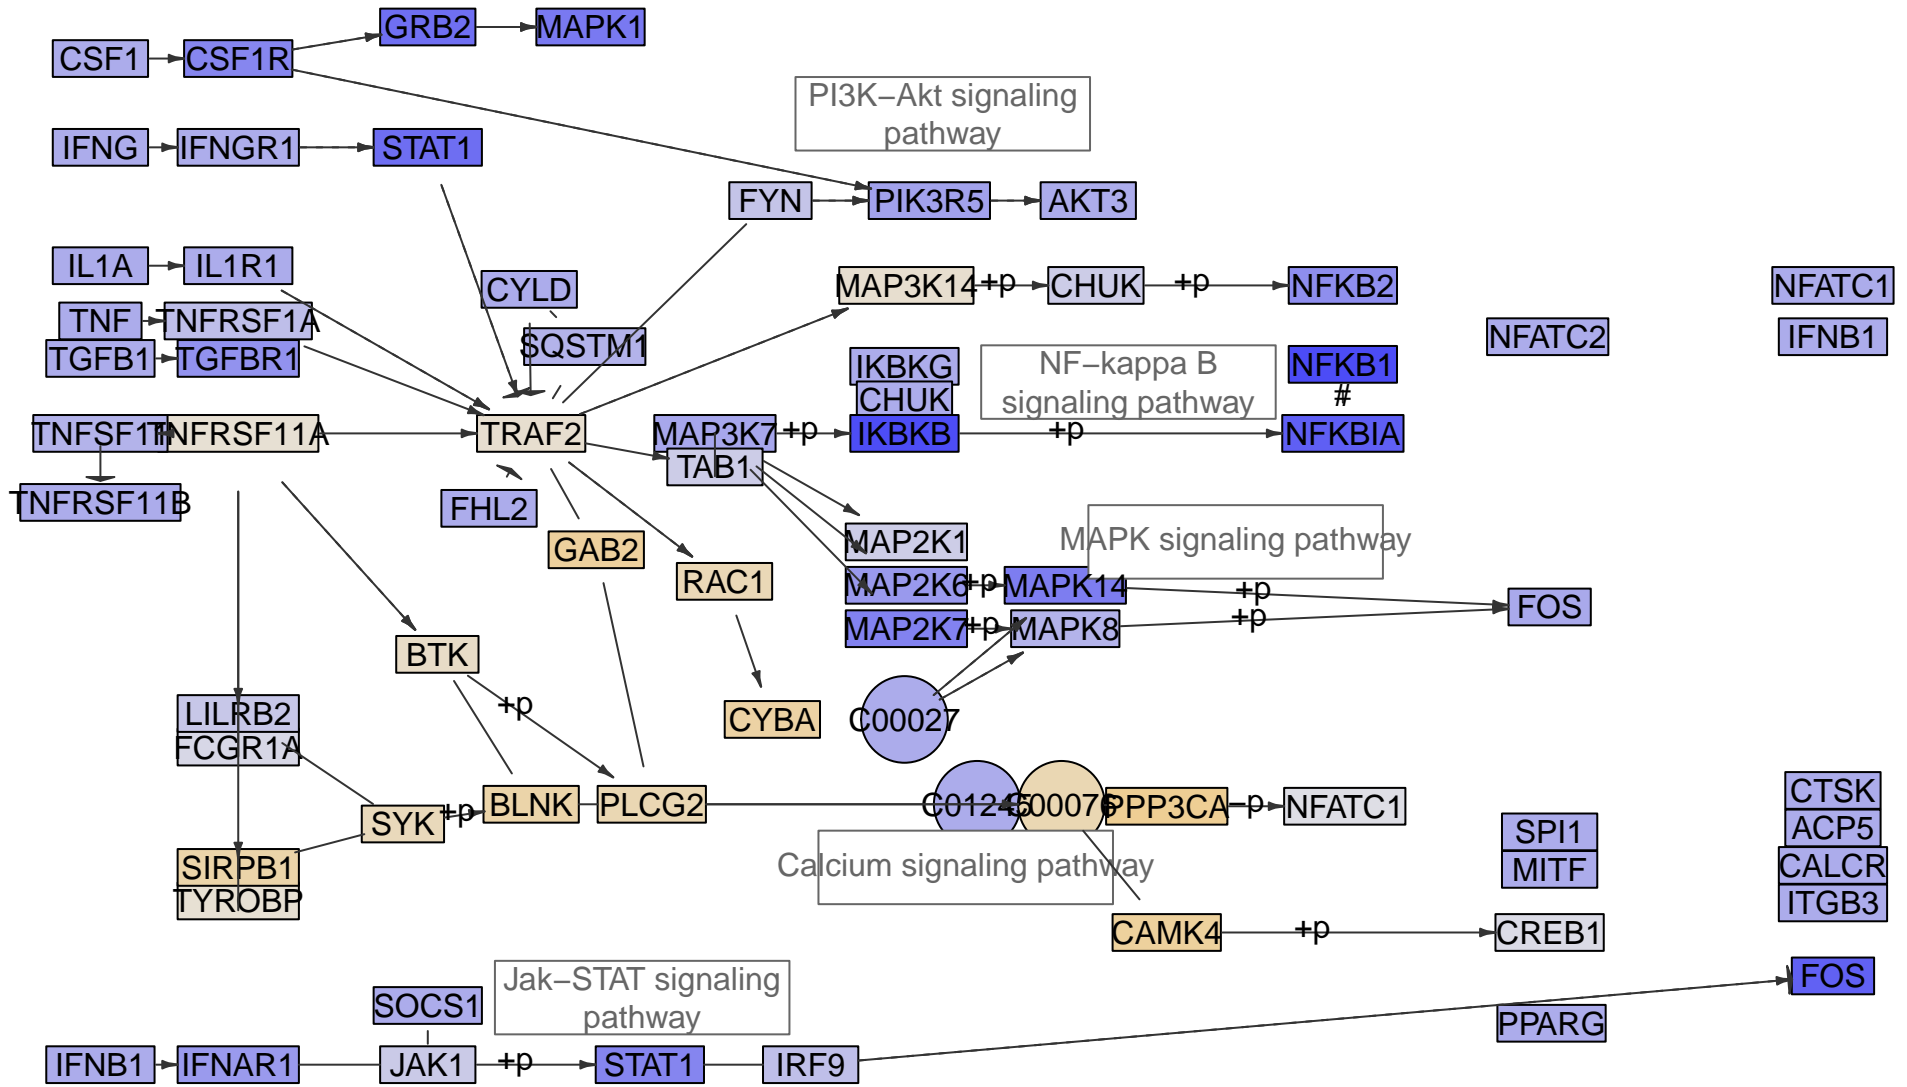 GRB2
MAPK1
CSF1
CSF1R
PI3K−Akt signaling
pathway
IFNG
IFNGR1
STAT1
FYN
PIK3R5
AKT3
IL1A
IL1R1
CYLD
MAP3K14
+p
CHUK
+p
NFKB2
NFATC1
TNF
TNFRSF1A
SQSTM1
NFATC2
IFNB1
TGFB1
TGFBR1
IKBKG
NF−kappa B
signaling pathway
NFKB1
CHUK
#
TNFSF11
TNFRSF11A
TRAF2
MAP3K7
+p
IKBKB
+p
NFKBIA
TAB1
TNFRSF11B
FHL2
GAB2
MAP2K1
MAPK signaling pathway
RAC1
MAP2K6
+p
MAPK14
+p
FOS
MAP2K7
+p
MAPK8
+p
BTK
LILRB2
+p
CYBA
C00027
FCGR1A
SYK
+p
BLNK
PLCG2
C01245
C00076
PPP3CA
−p
NFATC1
CTSK
SPI1
ACP5
SIRPB1
Calcium signaling pathway
MITF
CALCR
TYROBP
ITGB3
CAMK4
+p
CREB1
Jak−STAT signaling
pathway
FOS
SOCS1
PPARG
IFNB1
IFNAR1
JAK1
+p
STAT1
IRF9